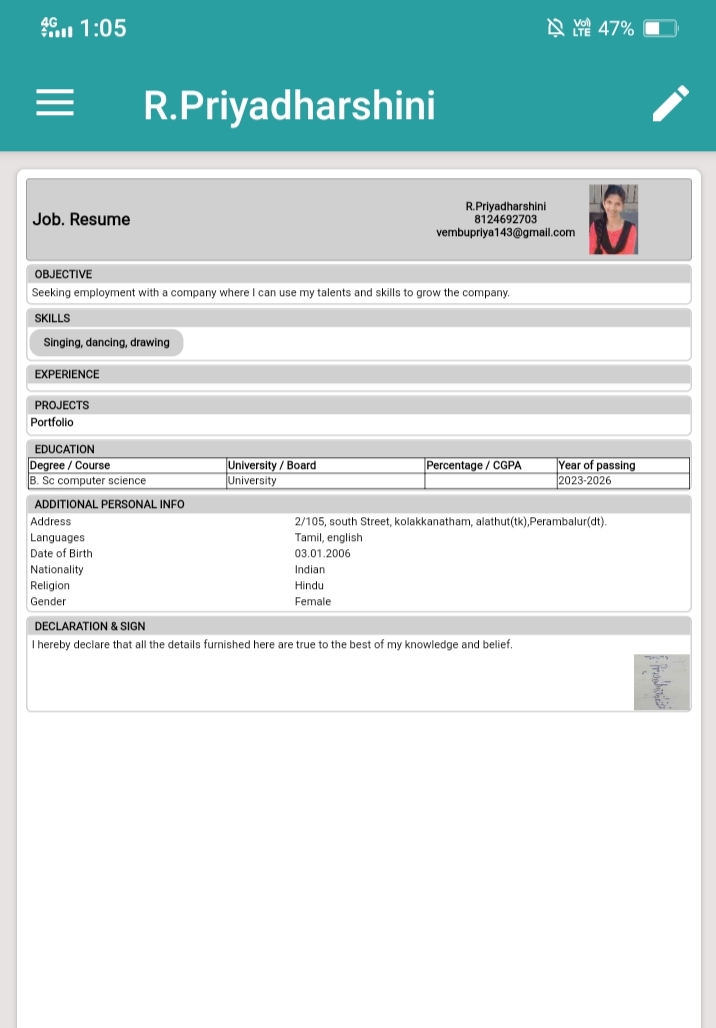 4G 1:05 Vo)) LTE 47%
R.Priyadharshini
Job. Resume
R.Priyadharshini
8124692703
vembupriya143@gmail.com
OBJECTIVE
Seeking employment with a company where I can use my talents and skills to grow the company.
SKILLS
Singing, dancing, drawing
EXPERIENCE
PROJECTS
Portfolio
EDUCATION
Degree / Course University / Board Percentage / CGPA Year of passing
B. Sc computer science University 2023-2026
ADDITIONAL PERSONAL INFO
Address 2/105, south Street, kolakkanatham, alathut(tk),Perambalur(dt).
Languages Tamil, english
Date of Birth 03.01.2006
Nationality Indian
Religion Hindu
Gender Female
DECLARATION & SIGN
I hereby declare that all the details furnished here are true to the best of my knowledge and belief.